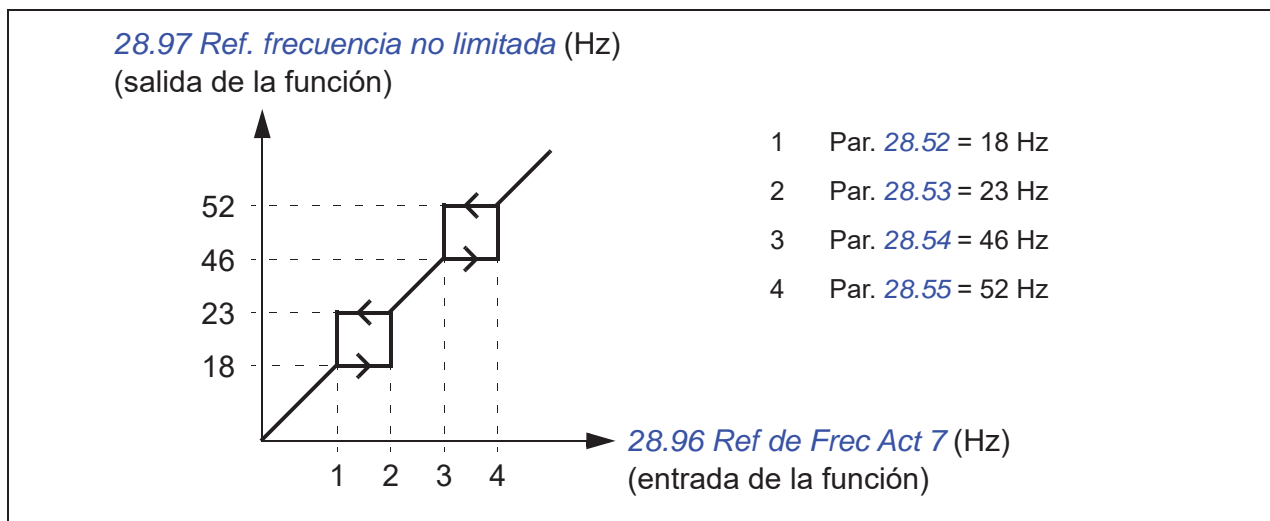 28.97 Ref. frecuencia no limitada (Hz)
(salida de la función)
1 Par. 28.52 = 18 Hz
2 Par. 28.53 = 23 Hz
3 Par. 28.54 = 46 Hz
4 Par. 28.55 = 52 Hz
52
46
23
18
1 2 3 4
28.96 Ref de Frec Act 7 (Hz)
(entrada de la función)